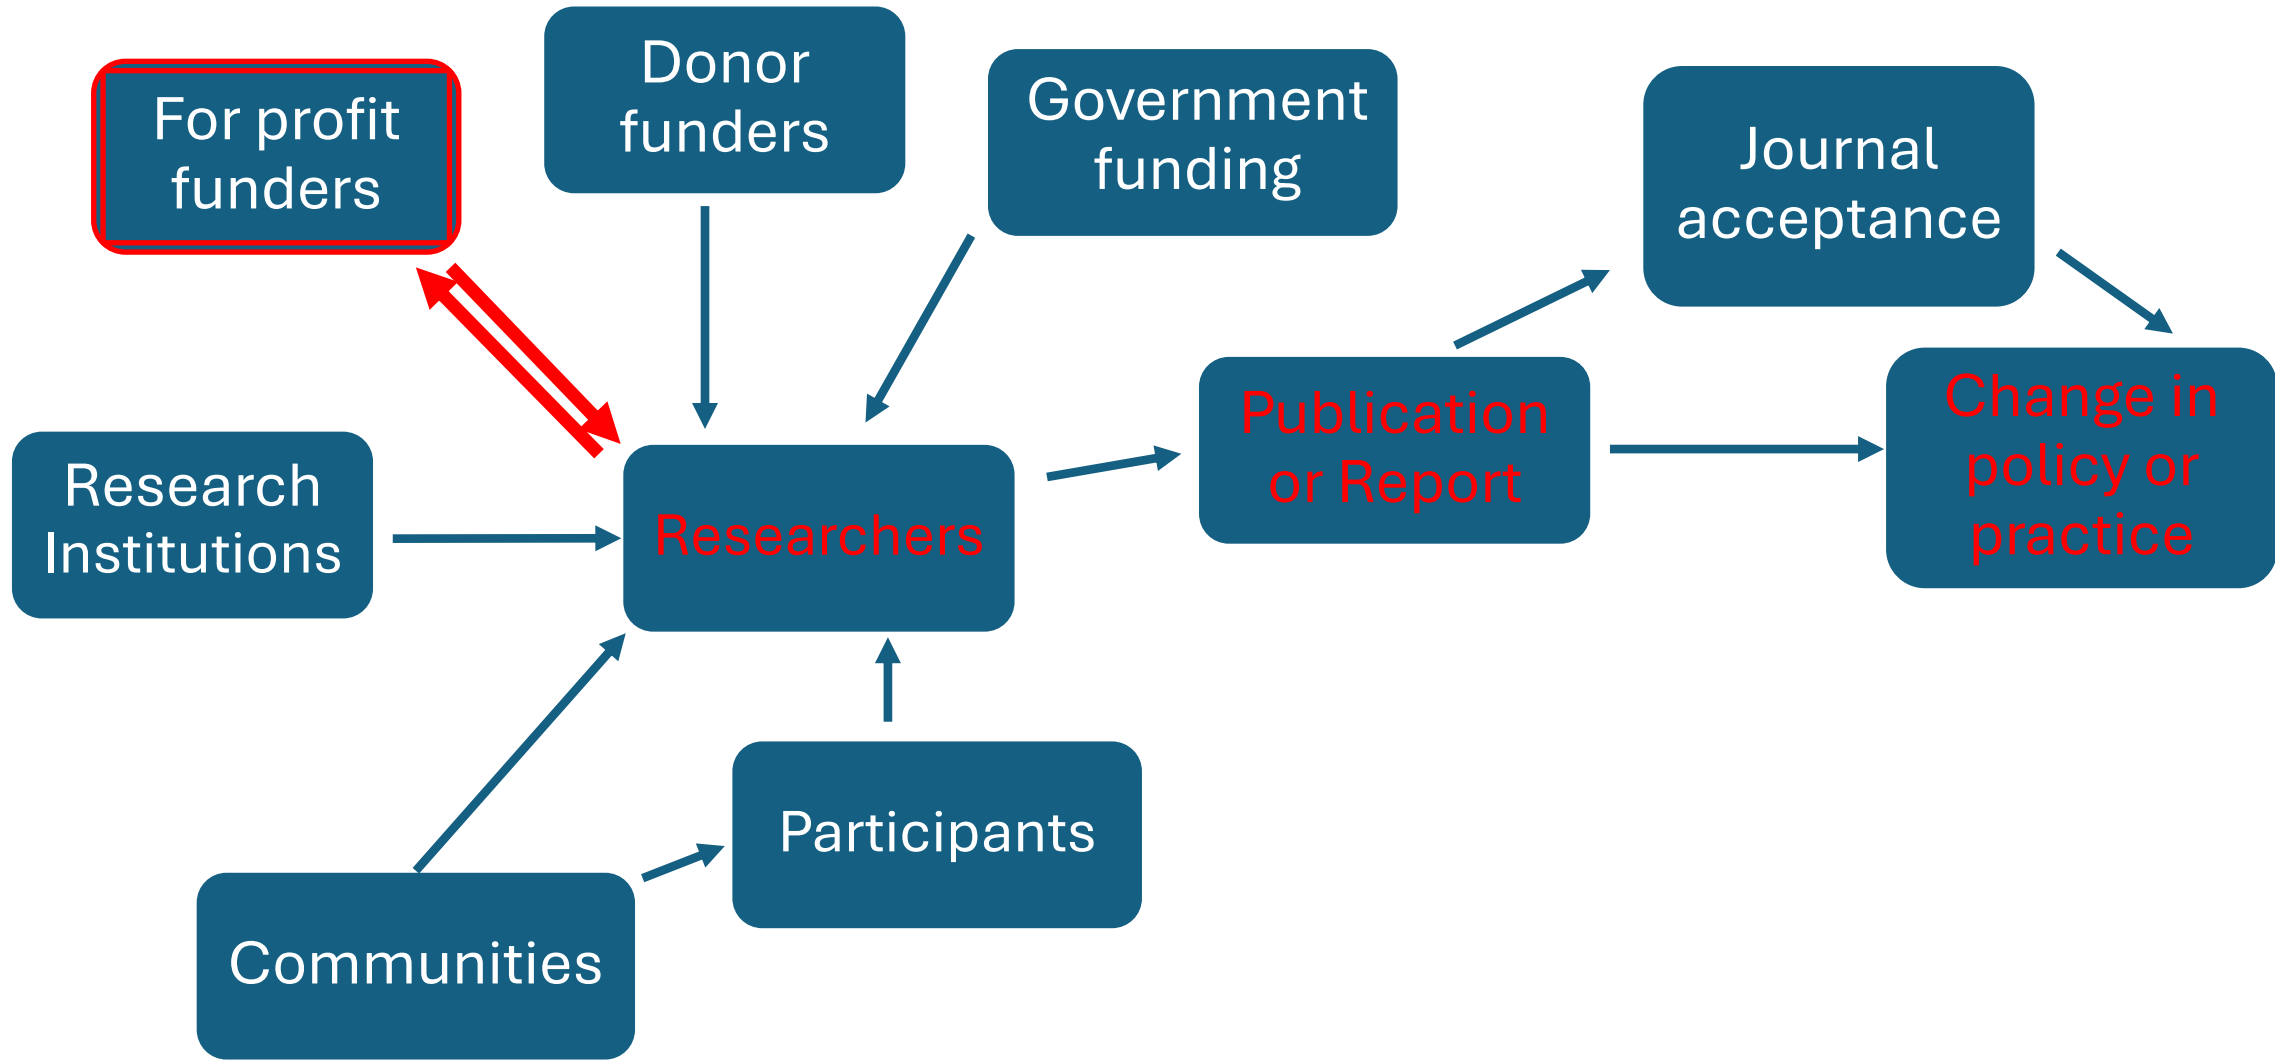 For profit
funders
Donor
funders
Government
funding
Journal
acceptance
Research
Institutions
Researchers
Publication
or Report
Change in
policy or
practice
Participants
Communities